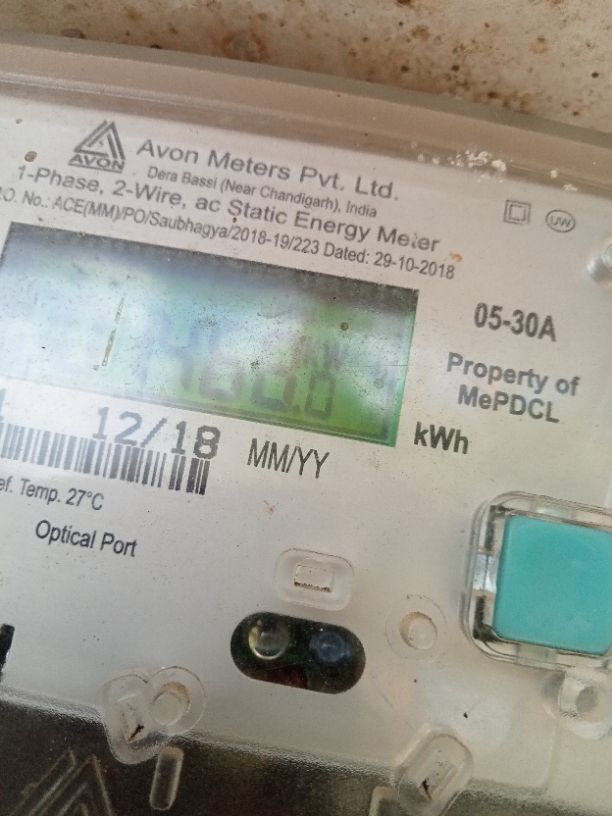 AVON
Avon Meters Pvt. Ltd.
Dera Bassi (Near Chandigarh), India
1-Phase, 2-Wire, ac Static Energy Meter
O. No.: ACE(MM)/PO/Saubhagya/2018-19/223 Dated: 29-10-2018
UW
05-30A
Property of
MePDCL
kWh
12/18 MM/YY
ef. Temp. 27°C
Optical Port